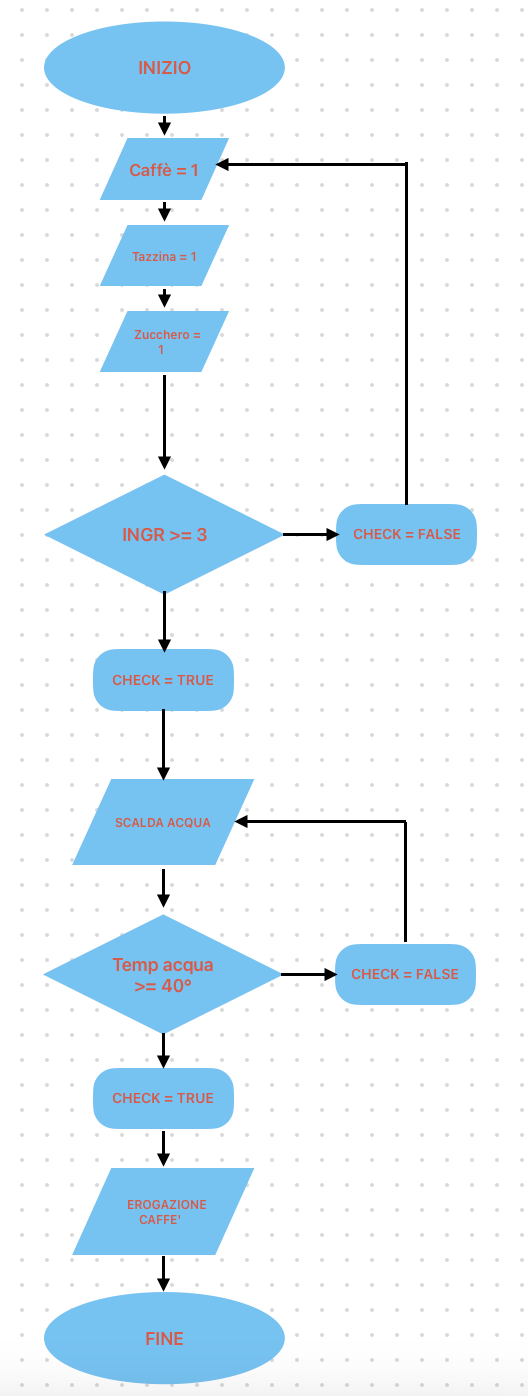 INIZIO
Caffè = 1
Tazzina = 1
Zucchero =
1
INGR >= 3
CHECK = FALSE
CHECK = TRUE
SCALDA ACQUA
Temp acqua
>= 40°
CHECK = FALSE
CHECK = TRUE
EROGAZIONE
CAFFE'
FINE